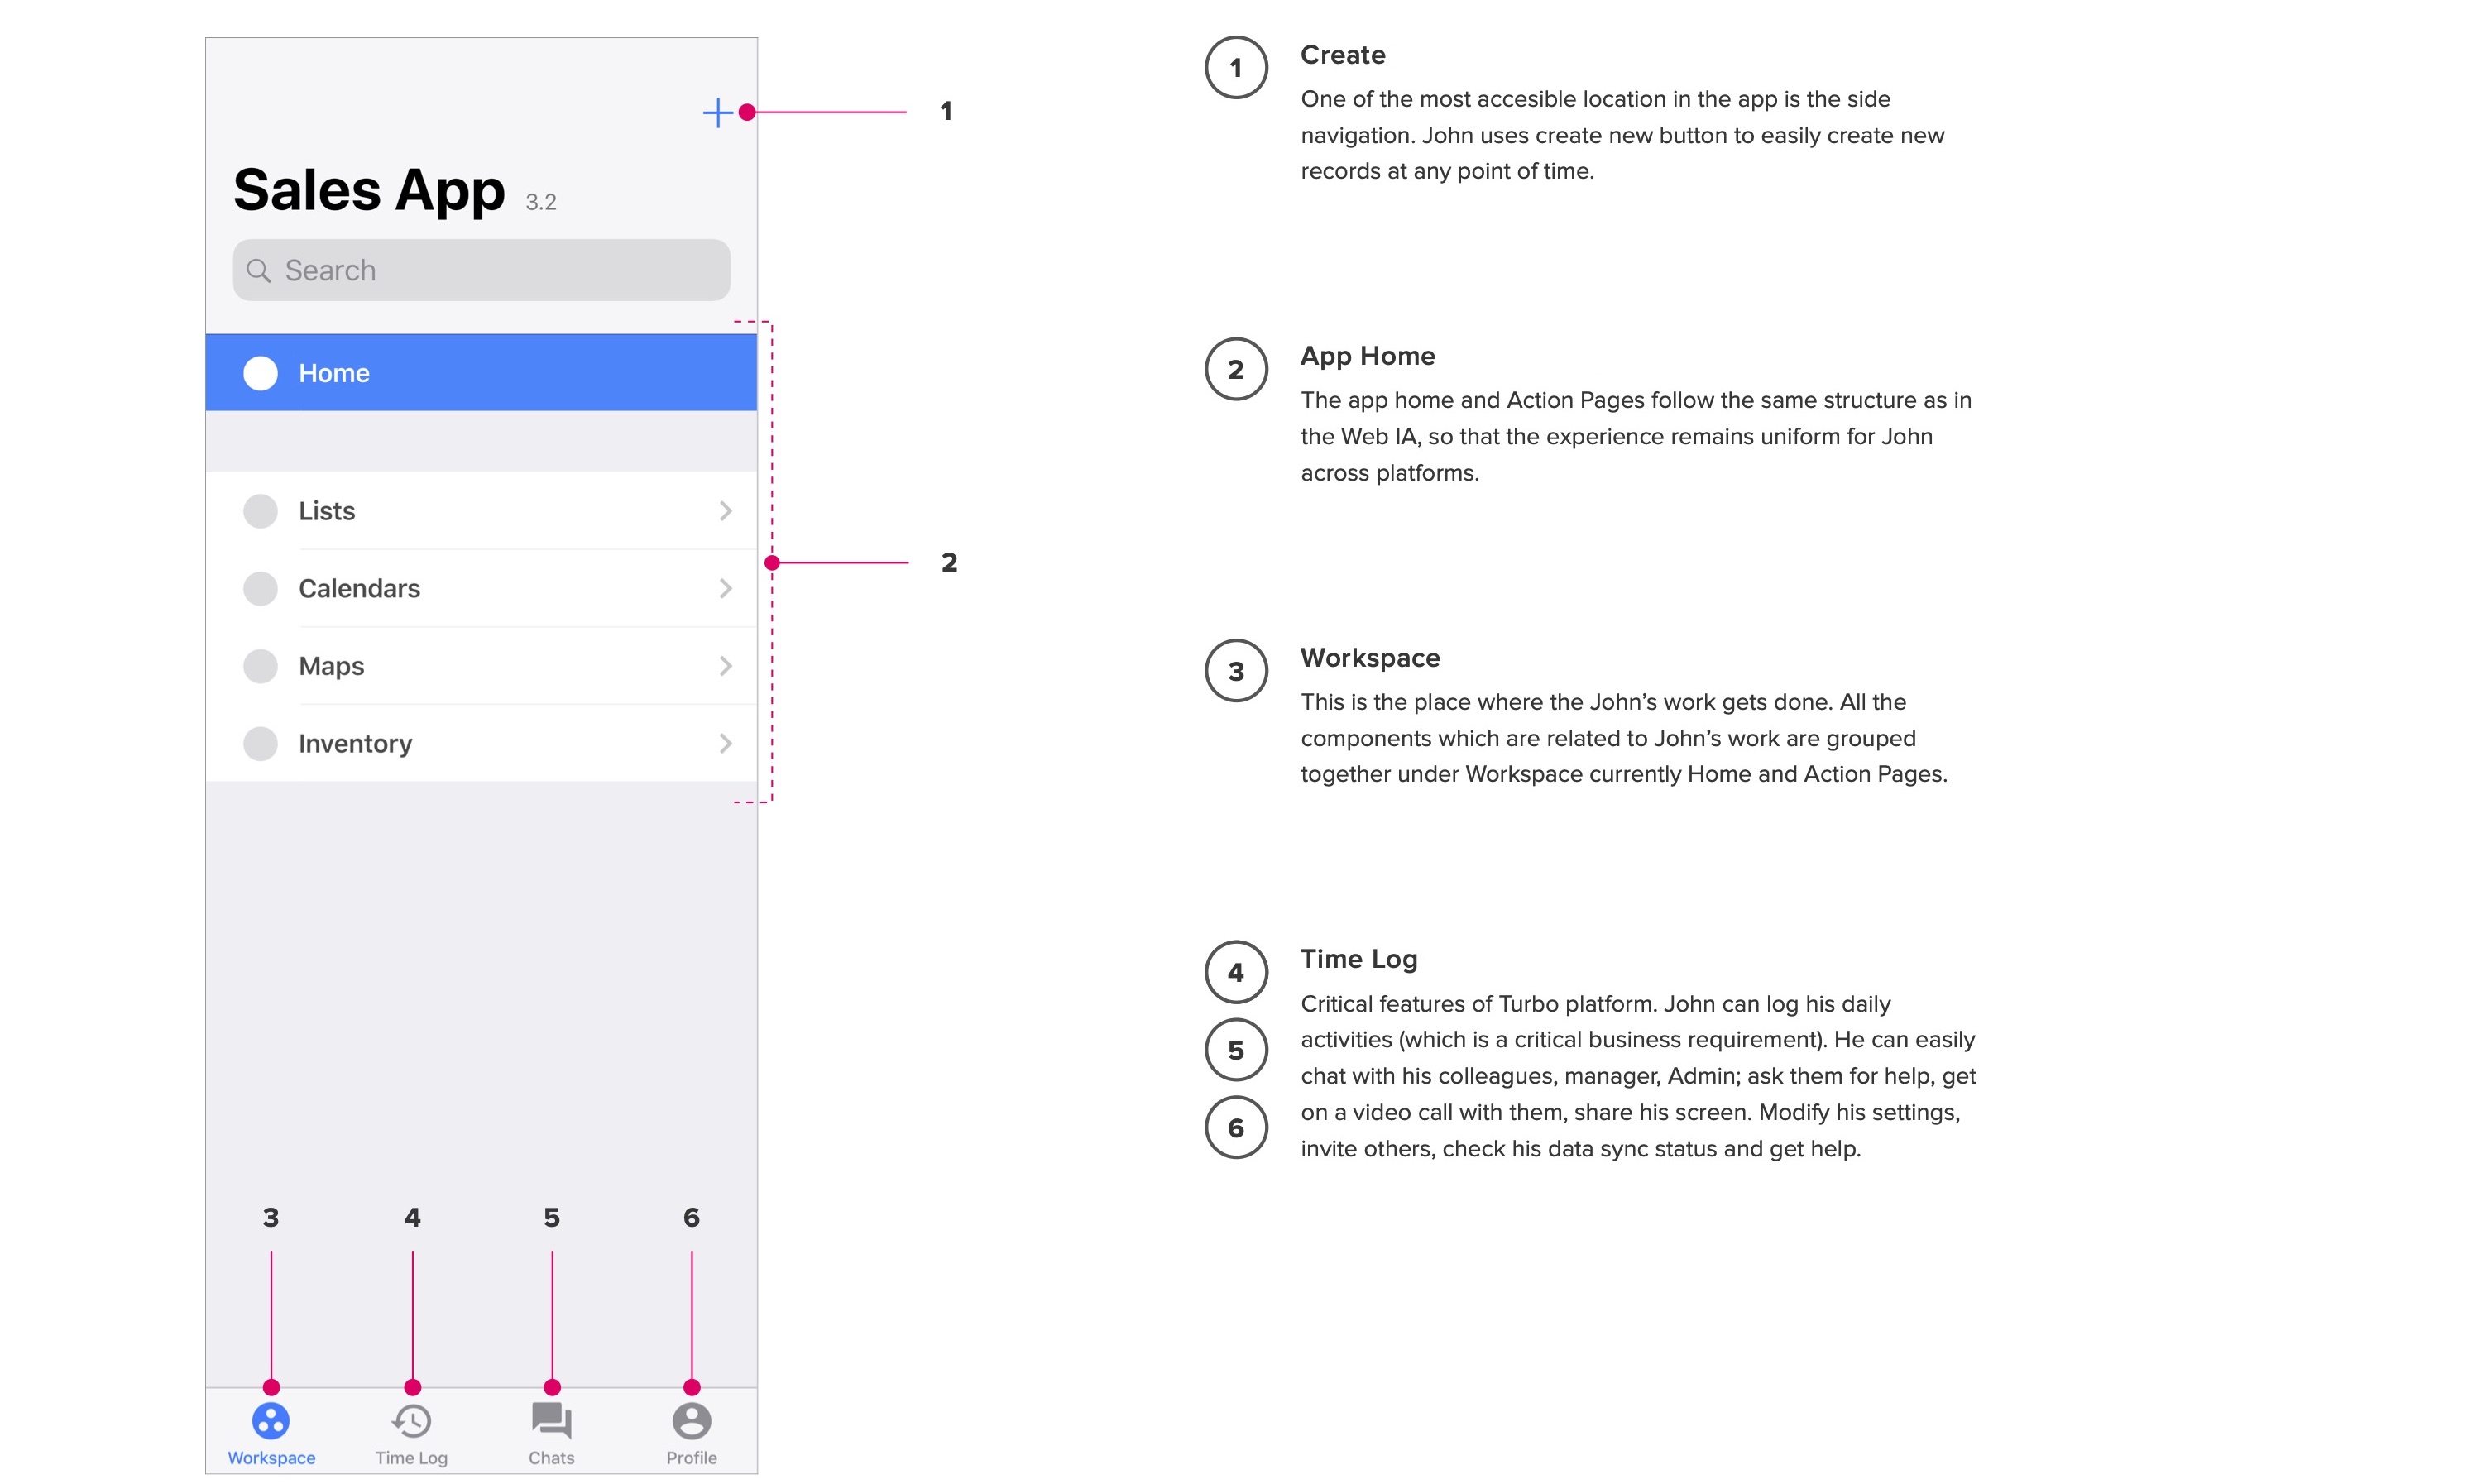 1
Sales App 3.2
Search
Home
Lists
2
Calendars
Maps
Inventory
3 4 5 6
Workspace Time Log Chats Profile
1
Create
One of the most accesible location in the app is the side
navigation. John uses create new button to easily create new
records at any point of time.
2
App Home
The app home and Action Pages follow the same structure as in
the Web IA, so that the experience remains uniform for John
across platforms.
3
Workspace
This is the place where the John’s work gets done. All the
components which are related to John’s work are grouped
together under Workspace currently Home and Action Pages.
4
5
6
Time Log
Critical features of Turbo platform. John can log his daily
activities (which is a critical business requirement). He can easily
chat with his colleagues, manager, Admin; ask them for help, get
on a video call with them, share his screen. Modify his settings,
invite others, check his data sync status and get help.